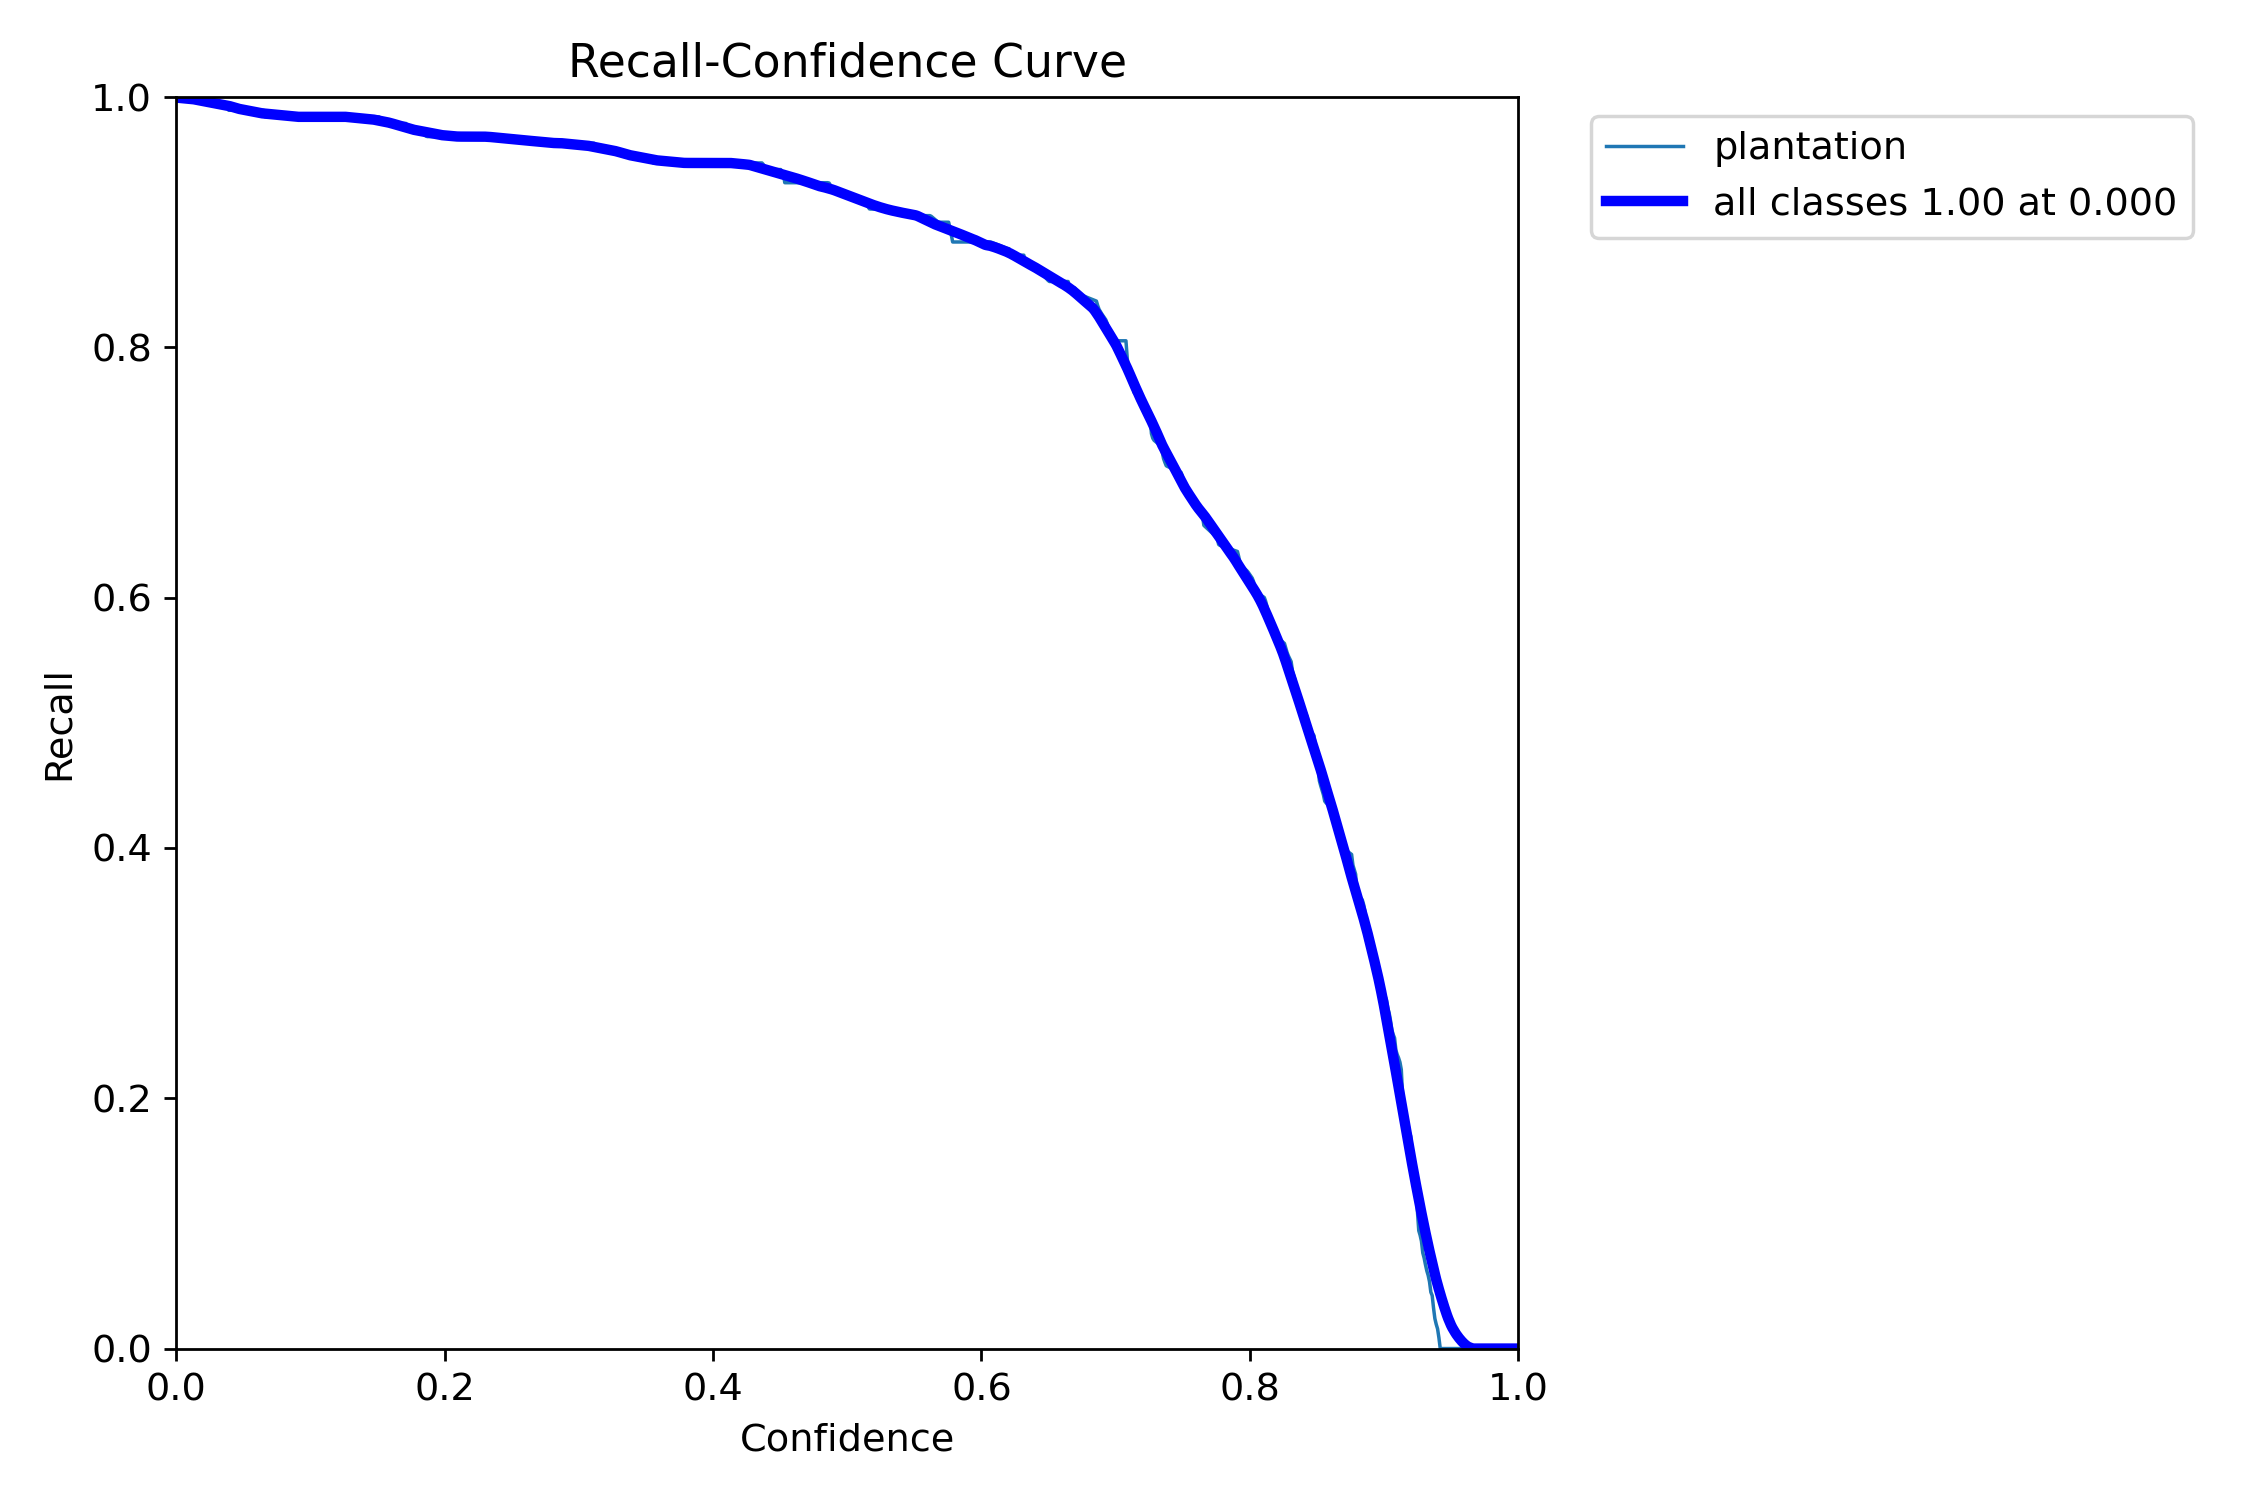 Recall-Confidence Curve
plantation
all classes 1.00 at 0.000
1.0
0.8
0.6
0.4
0.2
0.0
Recall
0.0 0.2 0.4 0.6 0.8 1.0
Confidence